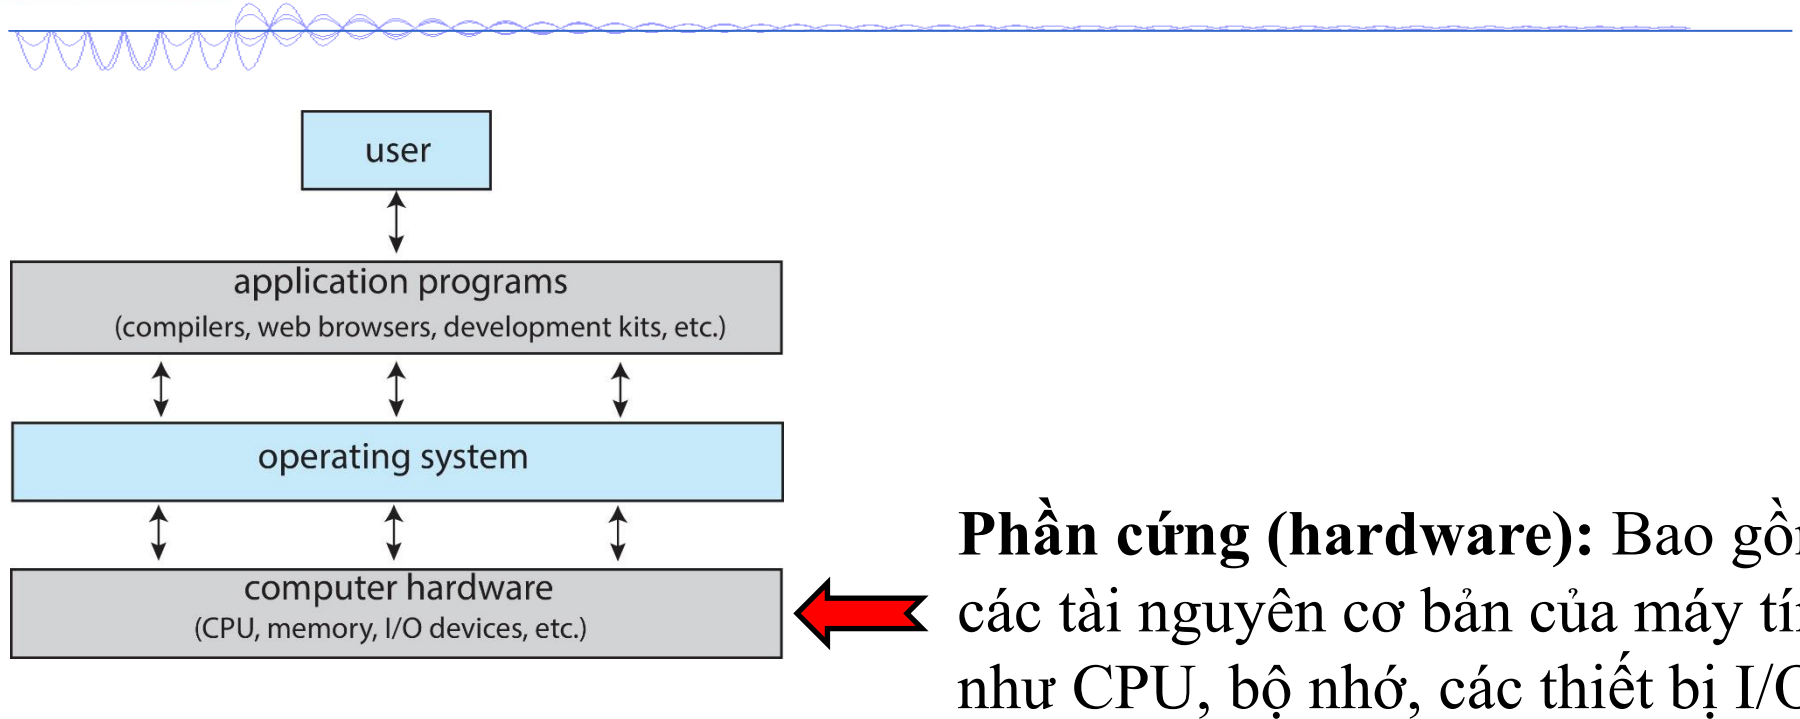 user
application programs
(compilers, web browsers, development kits, etc.)
operating system
computer hardware
(CPU, memory, I/O devices, etc.)
Phần cứng (hardware): Bao
các tài nguyên cơ bản của máy
như CPU, bộ nhớ, các thiết bị